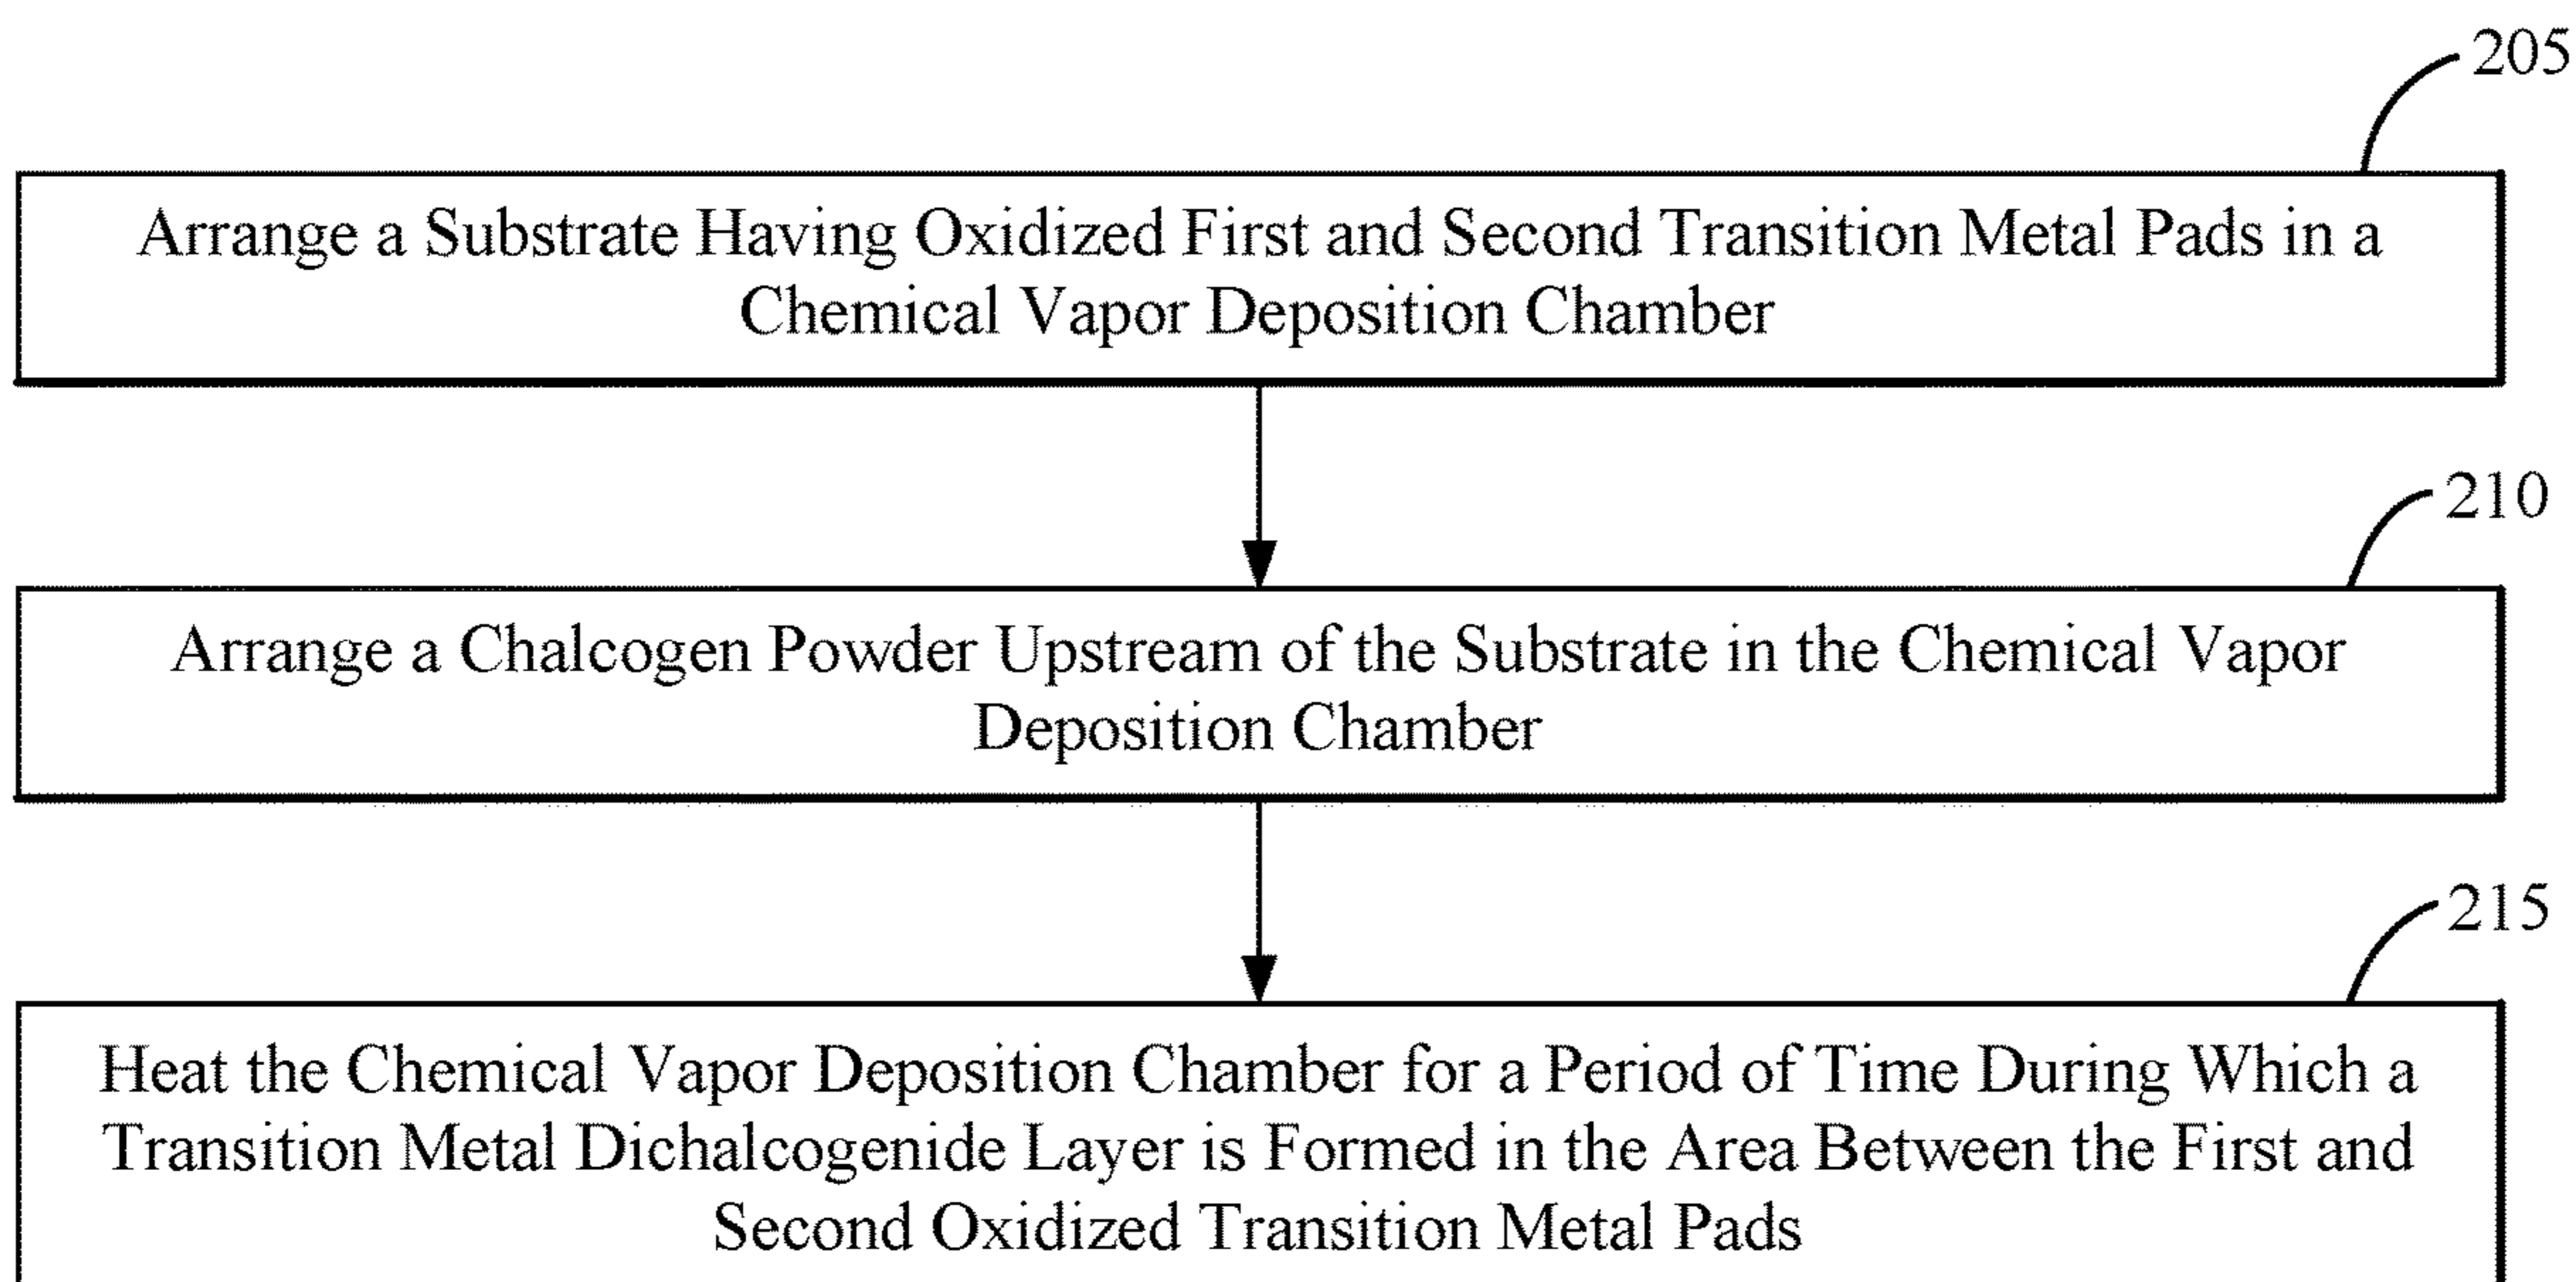 205
Arrange a Substrate Having Oxidized First and Second Transition Metal Pads in a
Chemical Vapor Deposition Chamber
210
Arrange a Chalcogen Powder Upstream of the Substrate in the Chemical Vapor
Deposition Chamber
215
Heat the Chemical Vapor Deposition Chamber for a Period of Time During Which a
Transition Metal Dichalcogenide Layer is Formed in the Area Between the First and
Second Oxidized Transition Metal Pads